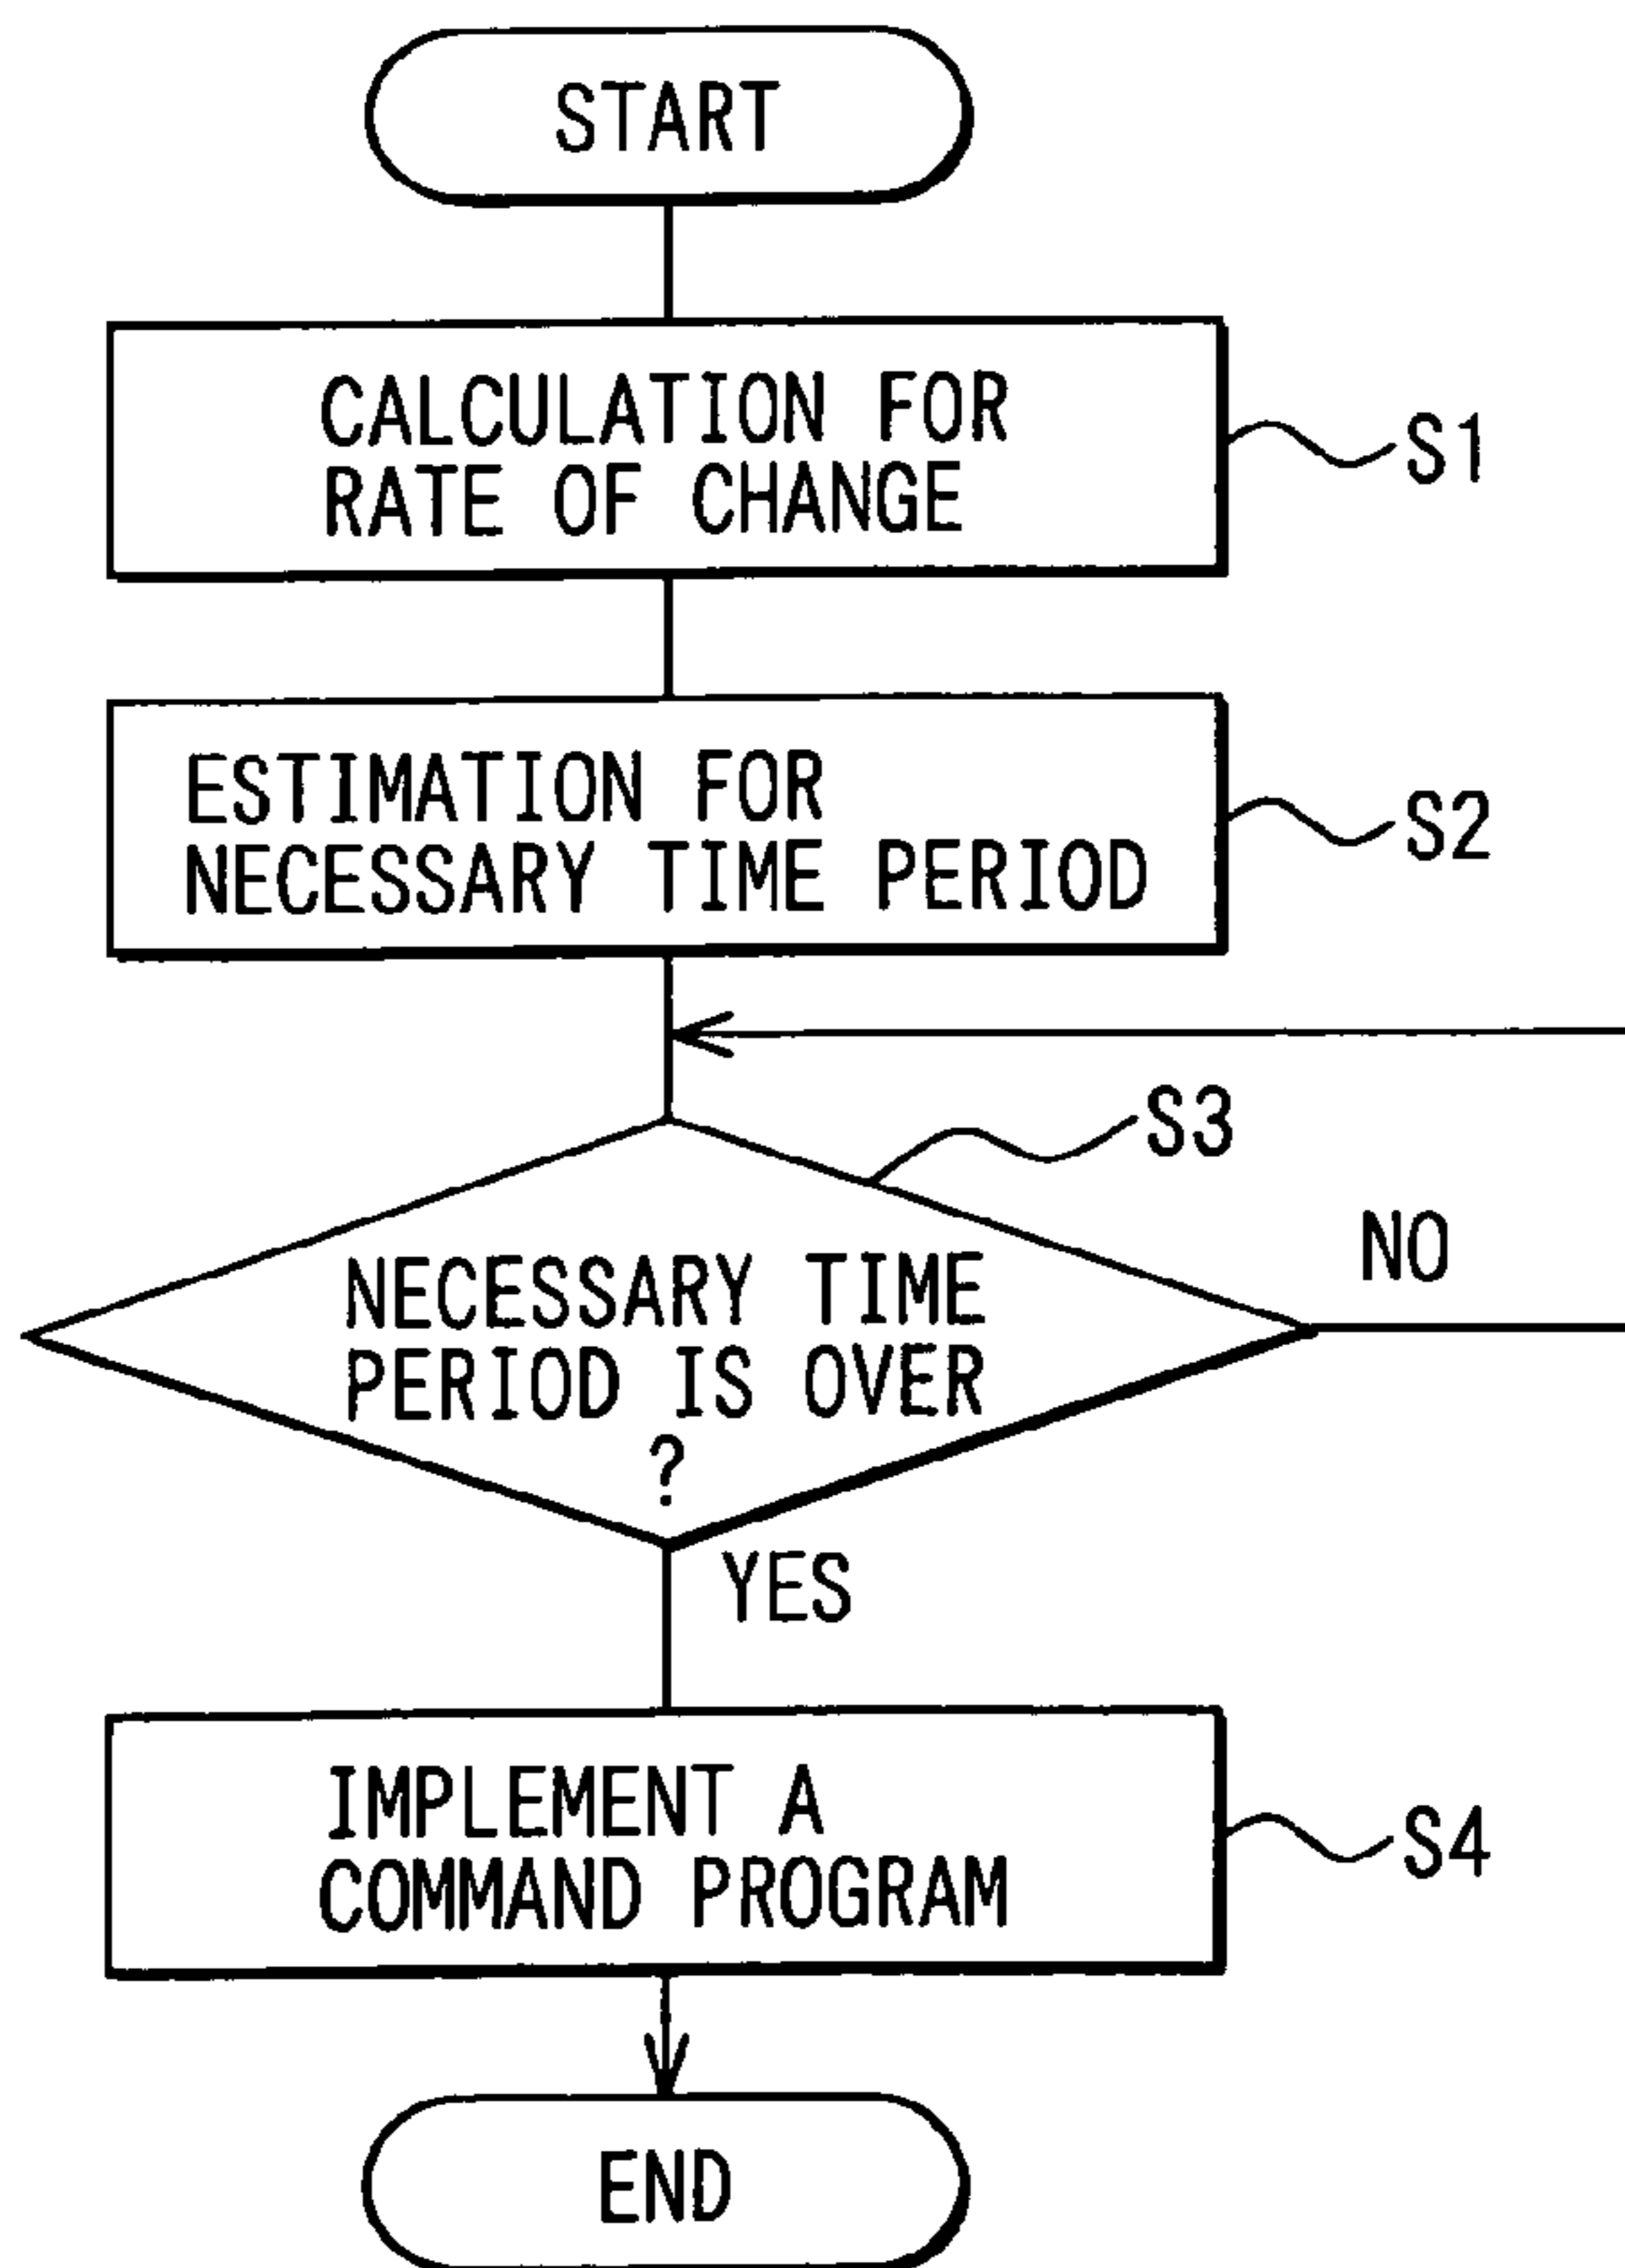 START
CALCULATION FOR
RATE OF CHANGE
S1
ESTIMATION FOR
NECESSARY TIME PERIOD
S2
S3
NECESSARY TIME
PERIOD IS OVER
?
NO
YES
IMPLEMENT A
COMMAND PROGRAM
S4
END